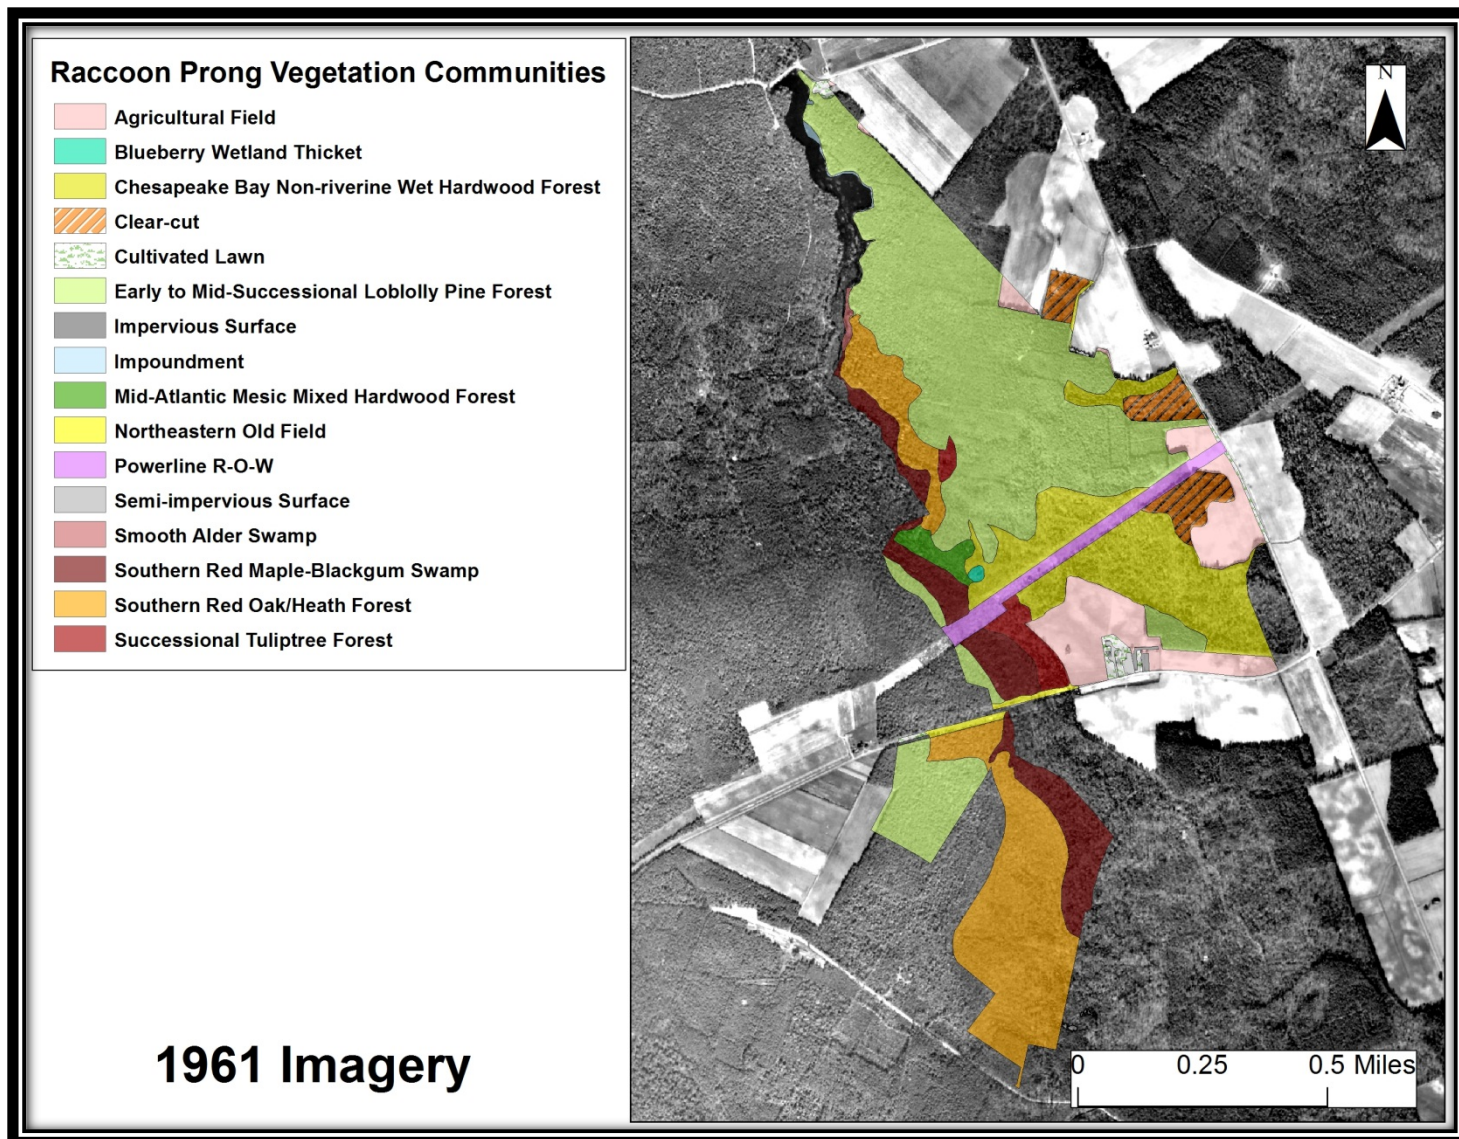 Raccoon Prong Vegetation Communities
Agricultural Field
Blueberry Wetland Thicket
Chesapeake Bay Non-riverine Wet Hardwood Forest
Clear-cut
Cultivated Lawn
Early to Mid-Successional Loblolly Pine Forest
Impervious Surface
Impoundment
Mid-Atlantic Mesic Mixed Hardwood Forest
Northeastern Old Field
Powerline R-O-W
Semi-impervious Surface
Smooth Alder Swamp
Southern Red Maple-Blackgum Swamp
Southern Red Oak/Heath Forest
Successional Tuliptree Forest
1961 Imagery
N
0 0.25 0.5 Miles